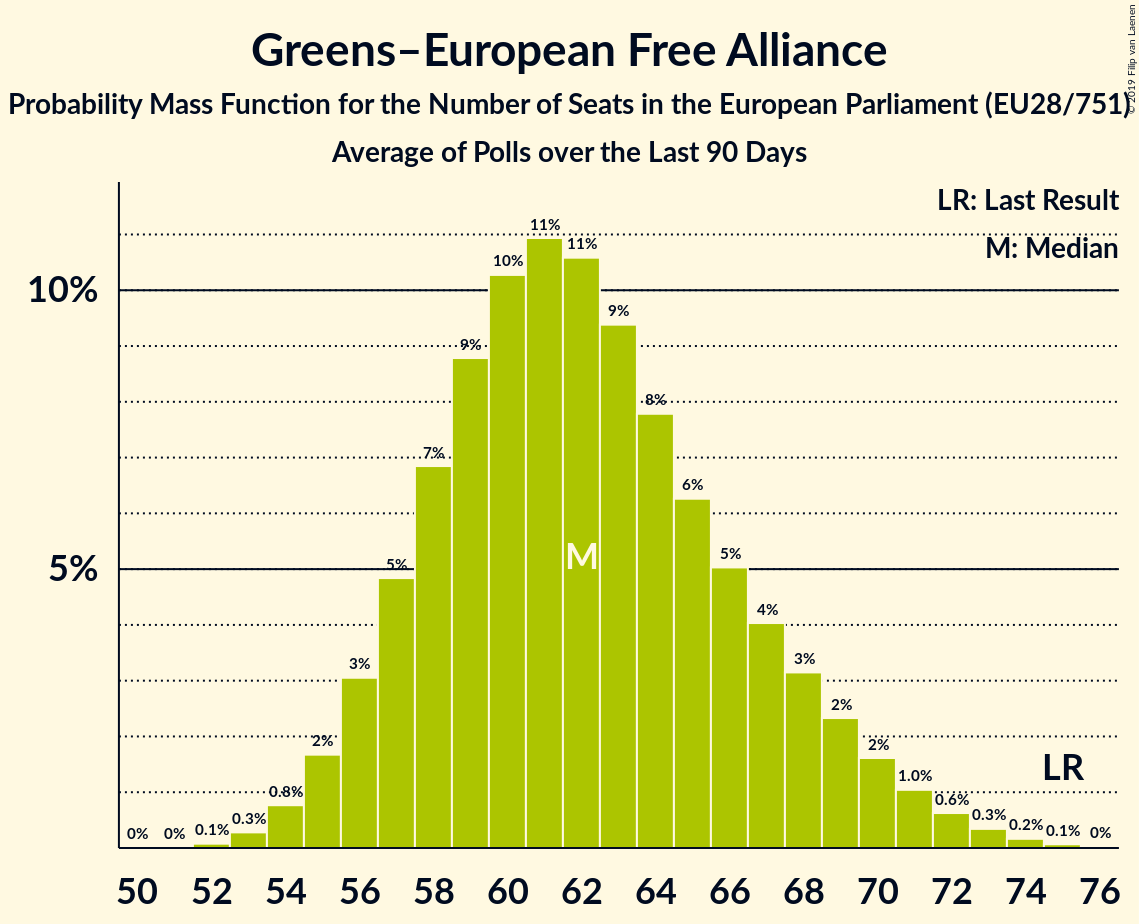 Greens–European Free Alliance
Probability Mass Function for the Number of Seats in the European Parliament (EU28/751)
Average of Polls over the Last 90 Days
© 2019 Filip van Laenen
LR: Last Result
M: Median
10%
5%
0% 0% 0.1% 0.3% 0.8% 2% 3% 5% 7% 9% 10% 11% 11% 9% 8% 6% 5% 4% 3% 2% 2% 1.0% 0.6% 0.3% 0.2% 0.1% 0%
M
LR
50 52 54 56 58 60 62 64 66 68 70 72 74 76